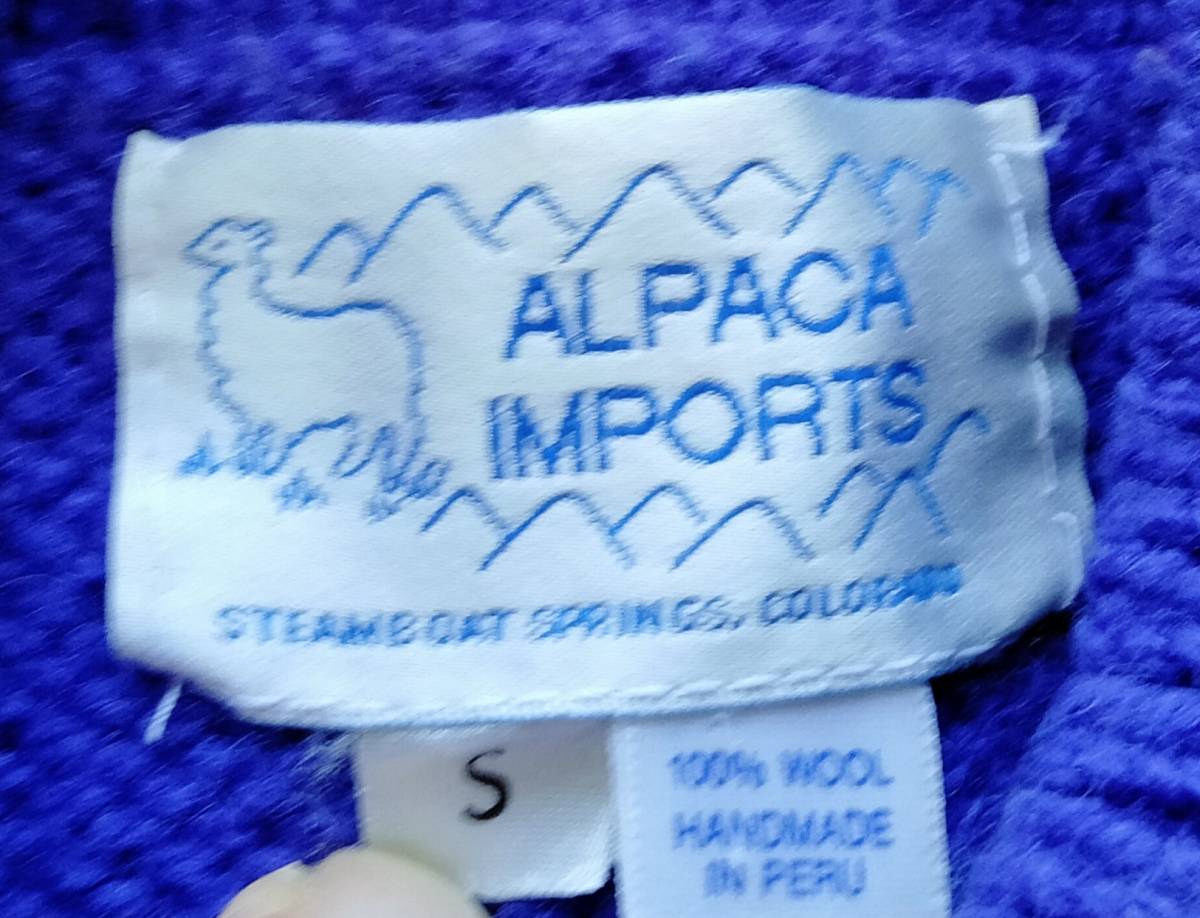 ALPACA
IMPORTS
STEAMBOAT SPRINGS, COLORADO
S
100% WOOL
HANDMADE
IN PERU